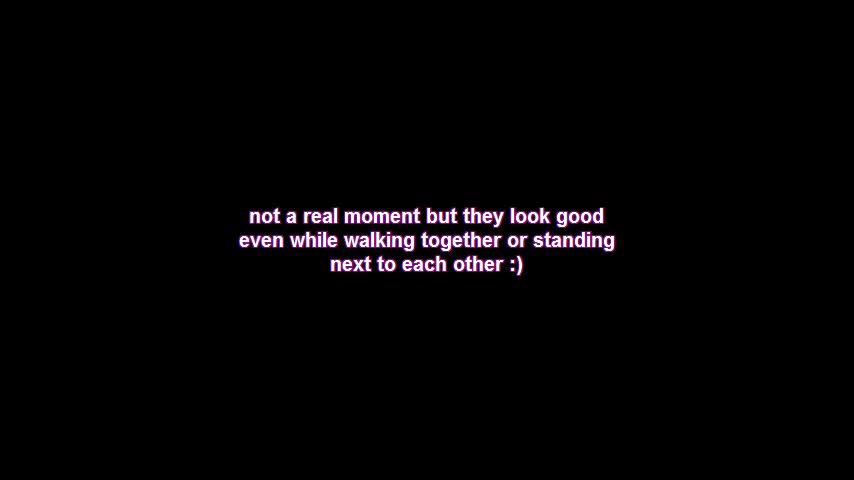 not a real moment but they look good
even while walking together or standing
next to each other :)